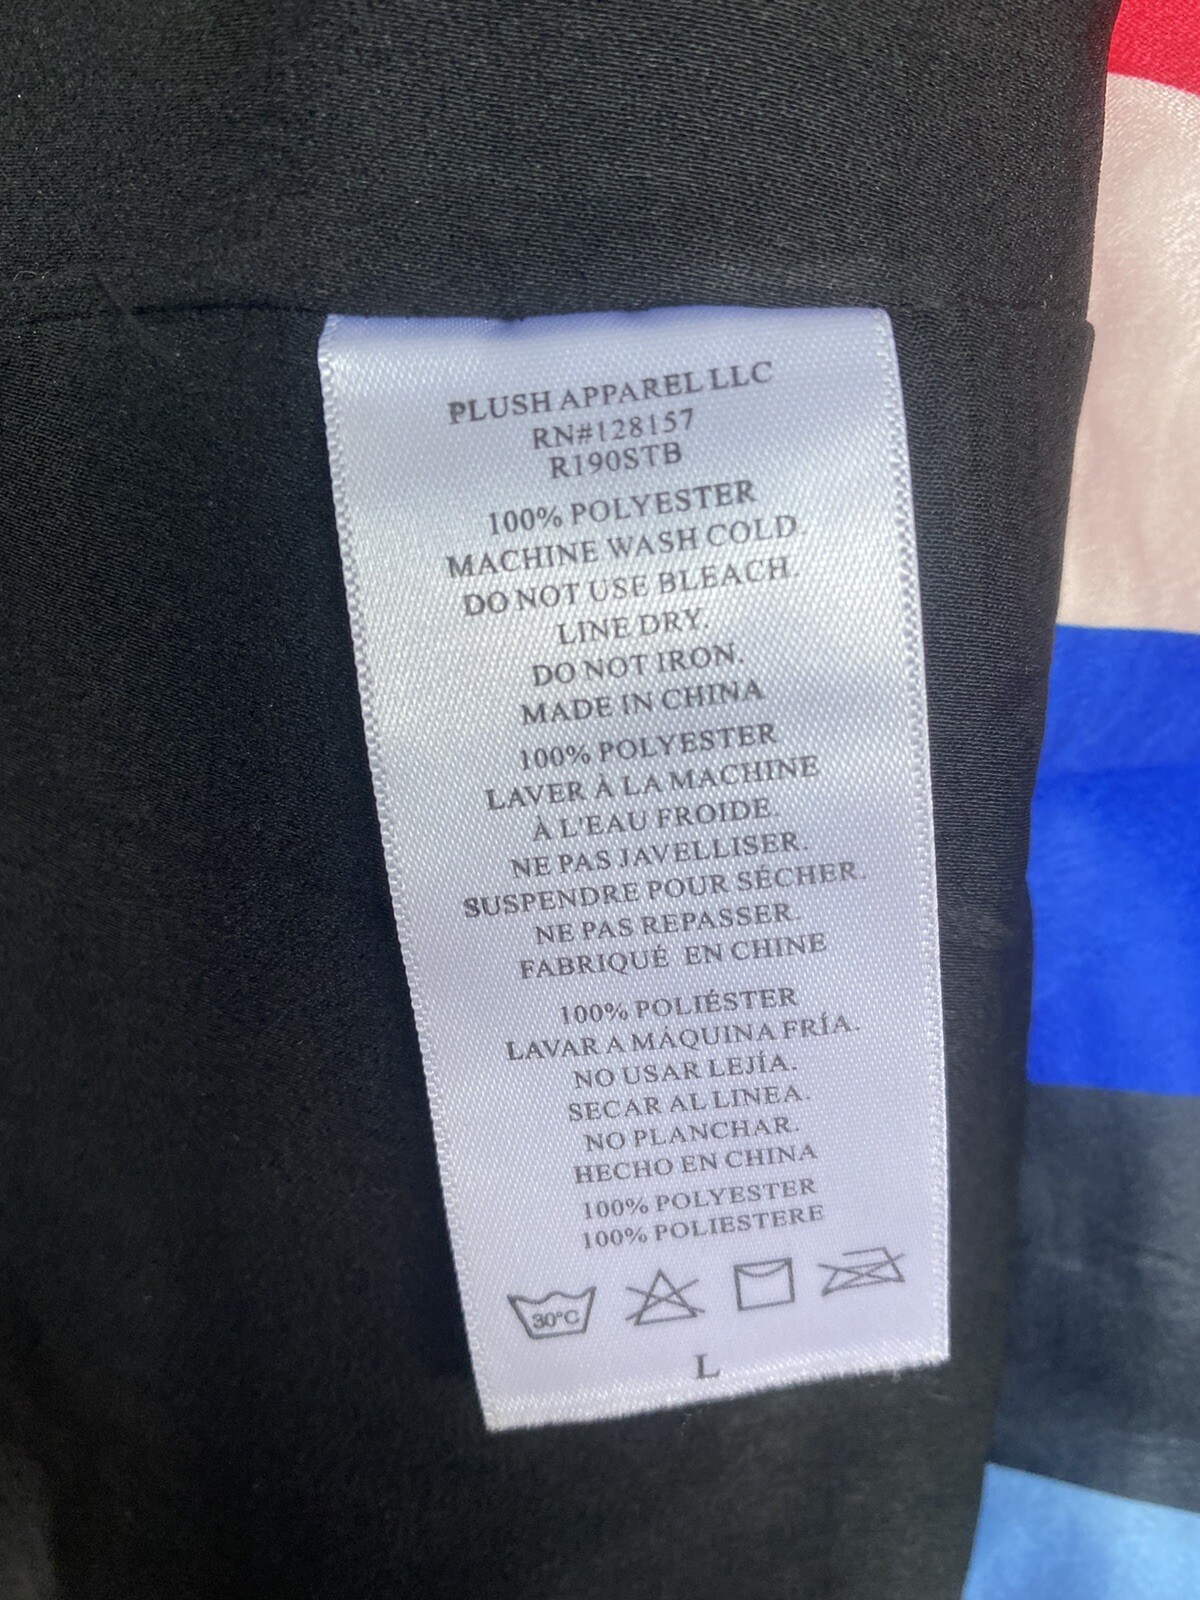 PLUSH APPAREL LLC
RN#128157
R190STB
100% POLYESTER
MACHINE WASH COLD.
DO NOT USE BLEACH.
LINE DRY.
DO NOT IRON.
MADE IN CHINA
100% POLYESTER
LAVER À LA MACHINE
À L'EAU FROIDE.
NE PAS JAVELLISER.
SUSPENDRE POUR SÉCHER.
NE PAS REPASSER.
FABRIQUÉ EN CHINE
100% POLIÉSTER
LAVAR A MÁQUINA FRÍA.
NO USAR LEJÍA.
SECAR AL LINEA.
NO PLANCHAR.
HECHO EN CHINA
100% POLYESTER
100% POLIESTERE
30°C
L